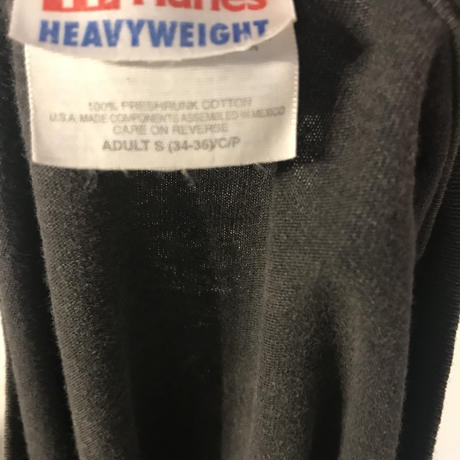 Hanes
HEAVYWEIGHT
100% PRESHRUNK COTTON
U.S.A. MADE COMPONENTS ASSEMBLED IN MEXICO
CARE ON REVERSE
ADULT S (34-36)/C/P